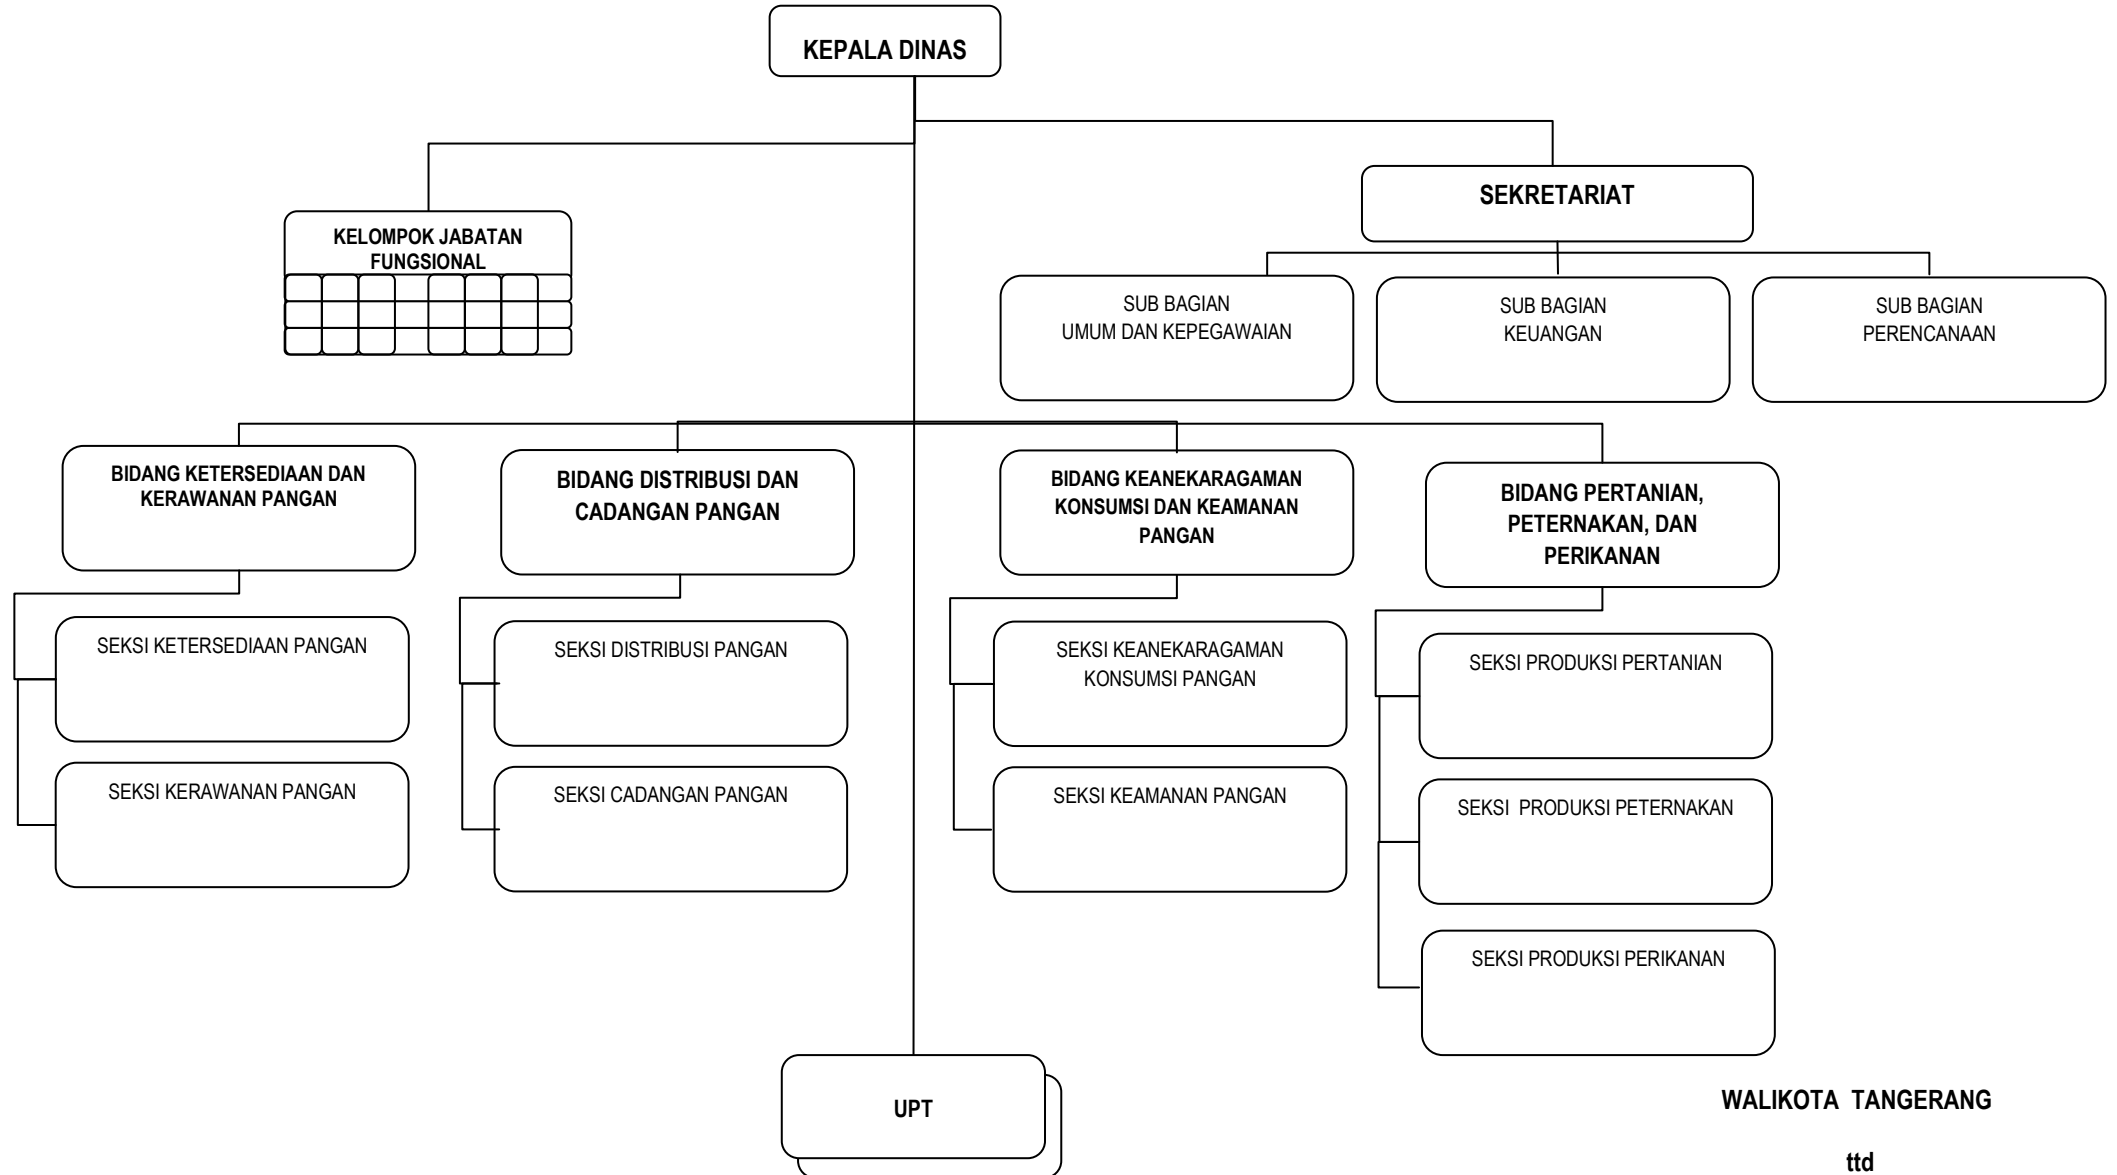 KEPALA DINAS
SEKRETARIAT
KELOMPOK JABATAN
FUNGSIONAL
SUB BAGIAN
UMUM DAN KEPEGAWAIAN
SUB BAGIAN
KEUANGAN
SUB BAGIAN
PERENCANAAN
BIDANG KETERSEDIAAN DAN
KERAWANAN PANGAN
BIDANG DISTRIBUSI DAN
CADANGAN PANGAN
BIDANG KEANEKARAGAMAN
KONSUMSI DAN KEAMANAN
PANGAN
BIDANG PERTANIAN,
PETERNAKAN, DAN
PERIKANAN
SEKSI KETERSEDIAAN PANGAN
SEKSI DISTRIBUSI PANGAN
SEKSI KEANEKARAGAMAN
KONSUMSI PANGAN
SEKSI PRODUKSI PERTANIAN
SEKSI KERAWANAN PANGAN
SEKSI CADANGAN PANGAN
SEKSI KEAMANAN PANGAN
SEKSI  PRODUKSI PETERNAKAN
SEKSI PRODUKSI PERIKANAN
UPT
WALIKOTA  TANGERANG
ttd